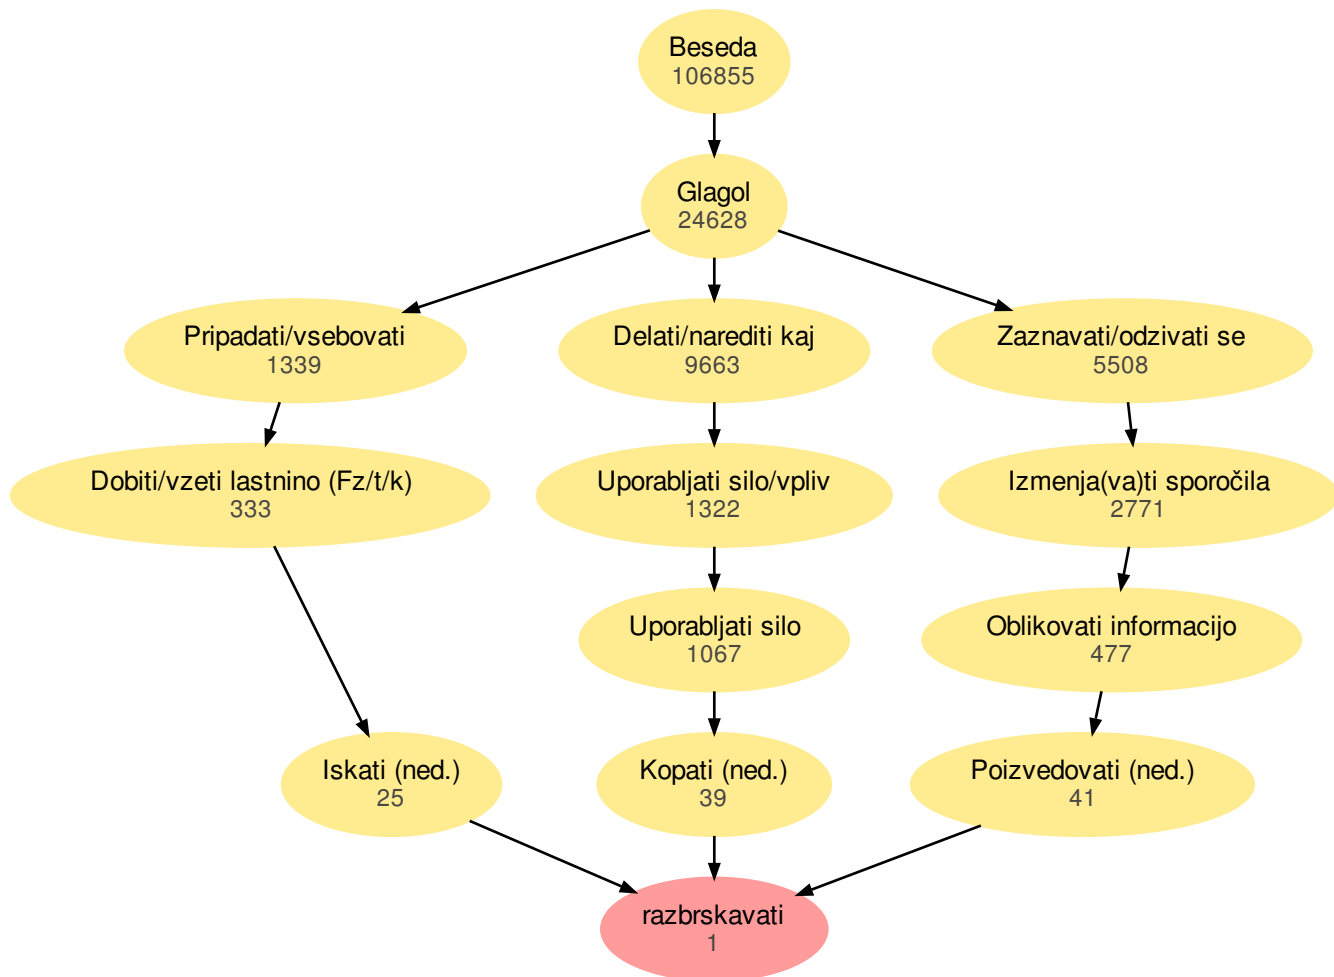 Beseda
106855
Glagol
24628
Pripadati/vsebovati
1339
Delati/narediti kaj
9663
Zaznavati/odzivati se
5508
Dobiti/vzeti lastnino (Fz/t/k)
333
Uporabljati silo/vpliv
1322
Izmenja(va)ti sporočila
2771
Uporabljati silo
1067
Oblikovati informacijo
477
Iskati (ned.)
25
Kopati (ned.)
39
Poizvedovati (ned.)
41
razbrskavati
1